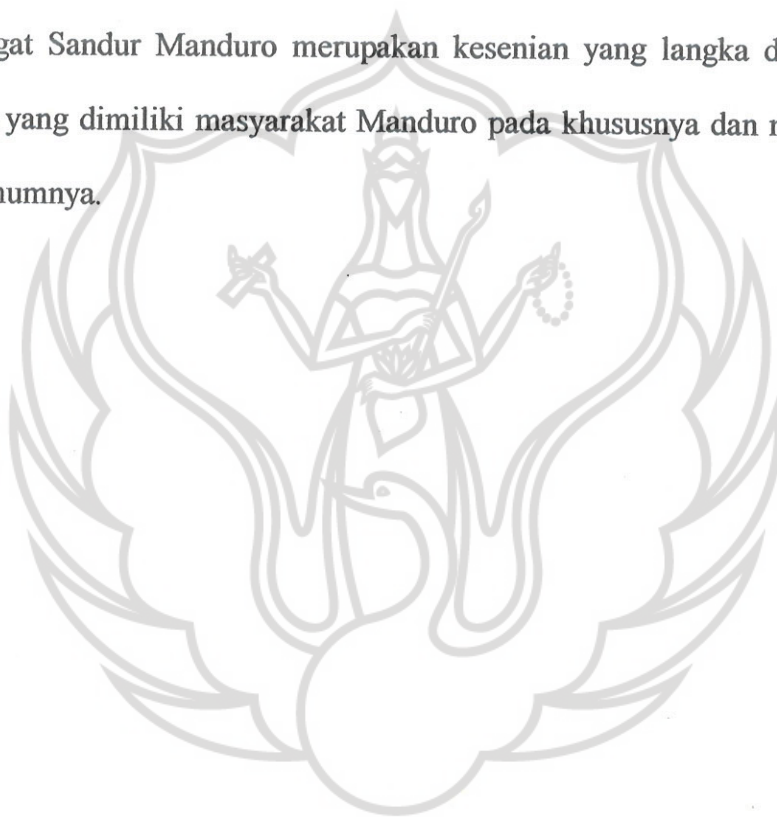 gat Sandur Manduro merupakan kesenian yang langka d
yang dimiliki masyarakat Manduro pada khususnya dan
umnya.